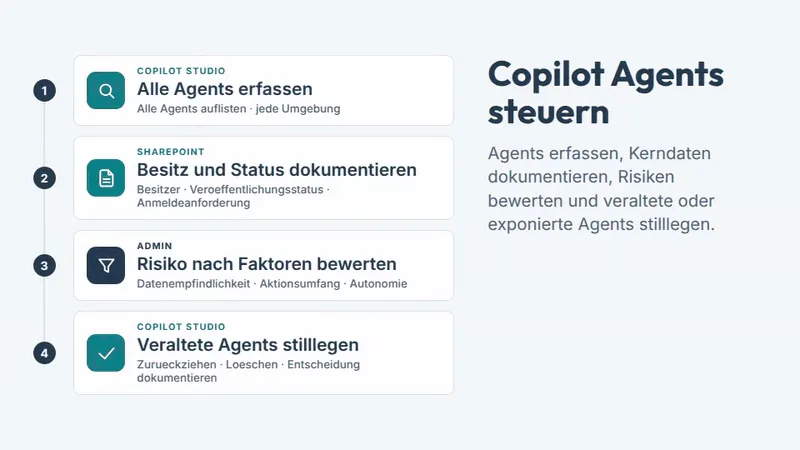 1
COPILOT STUDIO
Alle Agents erfassen
Alle Agents auflisten · jede Umgebung
2
SHAREPOINT
Besitz und Status dokumentieren
Besitzer · Veroeffentlichungsstatus ·
Anmeldeanforderung
3
ADMIN
Risiko nach Faktoren bewerten
Datenempfindlichkeit · Aktionsumfang · Autonomie
4
COPILOT STUDIO
Veraltete Agents stilllegen
Zurueckziehen · Loeschen · Entscheidung
dokumentieren
Copilot Agents
steuern
Agents erfassen, Kerndaten
dokumentieren, Risiken
bewerten und veraltete oder
exponierte Agents stilllegen.